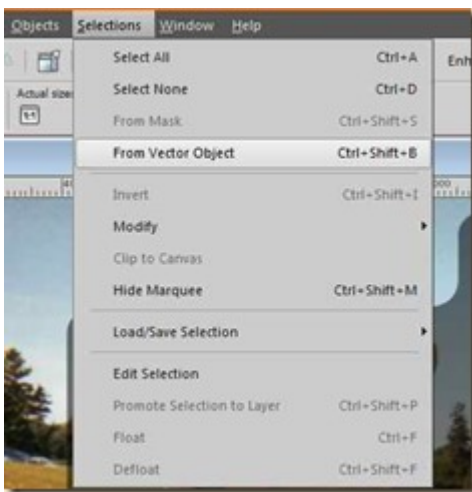 Objects Selections Window Help
Select All Ctrl+A
Enh
Select None Ctrl+D
Actual size
1:1
From Mask Ctrl+Shift+S
From Vector Object Ctrl+Shift+B
Invert Ctrl+Shift+I
Modify
Clip to Canvas
Hide Marquee Ctrl+Shift+M
Load/Save Selection
Edit Selection
Promote Selection to Layer Ctrl+Shift+P
Float Ctrl+F
Defloat Ctrl+Shift+F